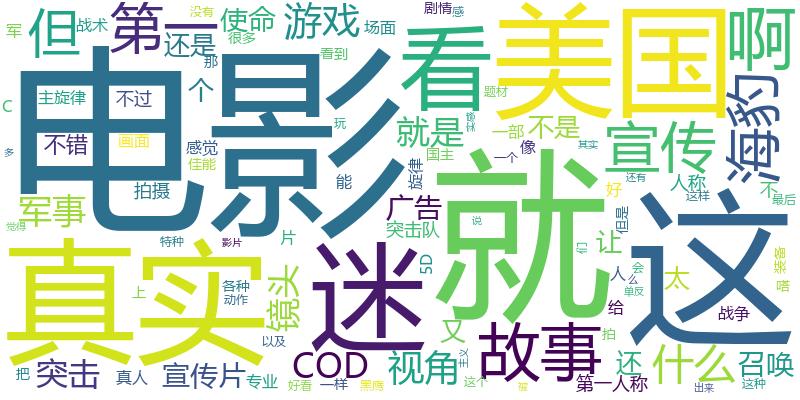 电影
就
这
美国
真实
迷
看
故事
第一
但
啊
海豹
宣传
什么
COD
视角
突击
游戏
使命
还是
个
不错
军事
镜头
就是
不是
广告
让
太
还
召唤
宣传片
又
第一人称
军
战术
没有
很多
那
场面
看到
剧情
感
C
主旋律
不过
画面
多
感觉
佳能
拍摄
能
玩
旋律
国主
突击队
一部
题材
像
一个
其实
好
人称
不
还有
这样
最后
但是
觉得
特种
影片
片
5D
说
们
人
会
么
单反
装备
嗒
上
各种
动作
以及
给
战争
拍
把
真人
专业
好看
一样
黑鹰
主义
这个
被
出来
这种